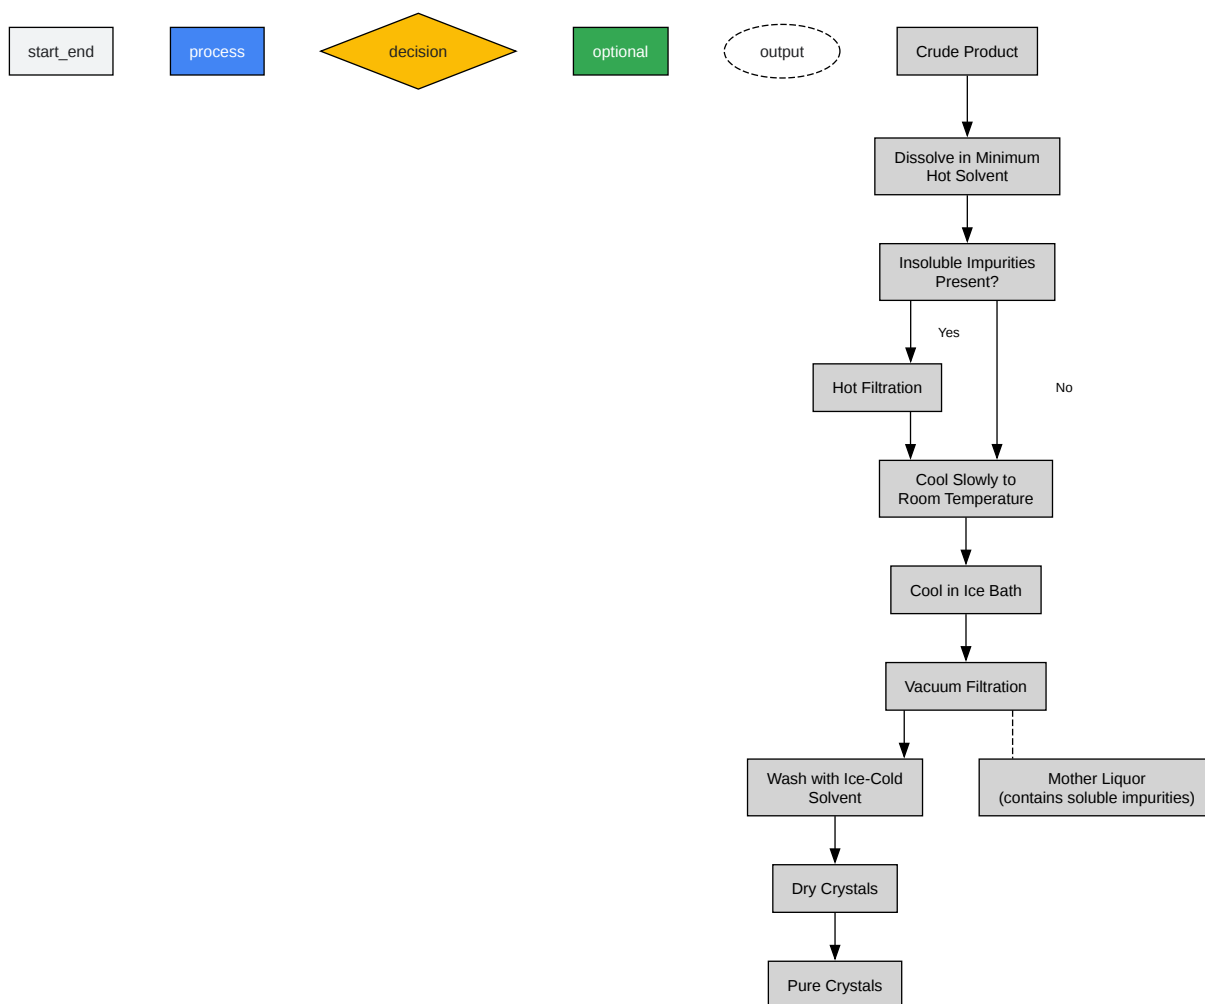 start_end
process
decision
optional
output
Crude Product
Dissolve in Minimum
Hot Solvent
Insoluble Impurities
Present?
Yes
Hot Filtration
No
Cool Slowly to
Room Temperature
Cool in Ice Bath
Vacuum Filtration
Wash with Ice-Cold
Solvent
Mother Liquor
(contains soluble impurities)
Dry Crystals
Pure Crystals